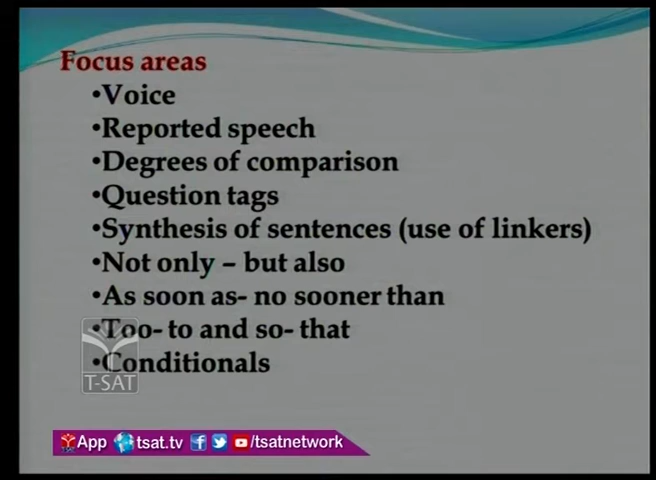 Focus areas
•Voice
•Reported speech
•Degrees of comparison
•Question tags
•Synthesis of sentences (use of linkers)
•Not only – but also
•As soon as- no sooner than
•Too- to and so- that
•Conditionals
T-SAT
App tsat.tv /tsatnetwork